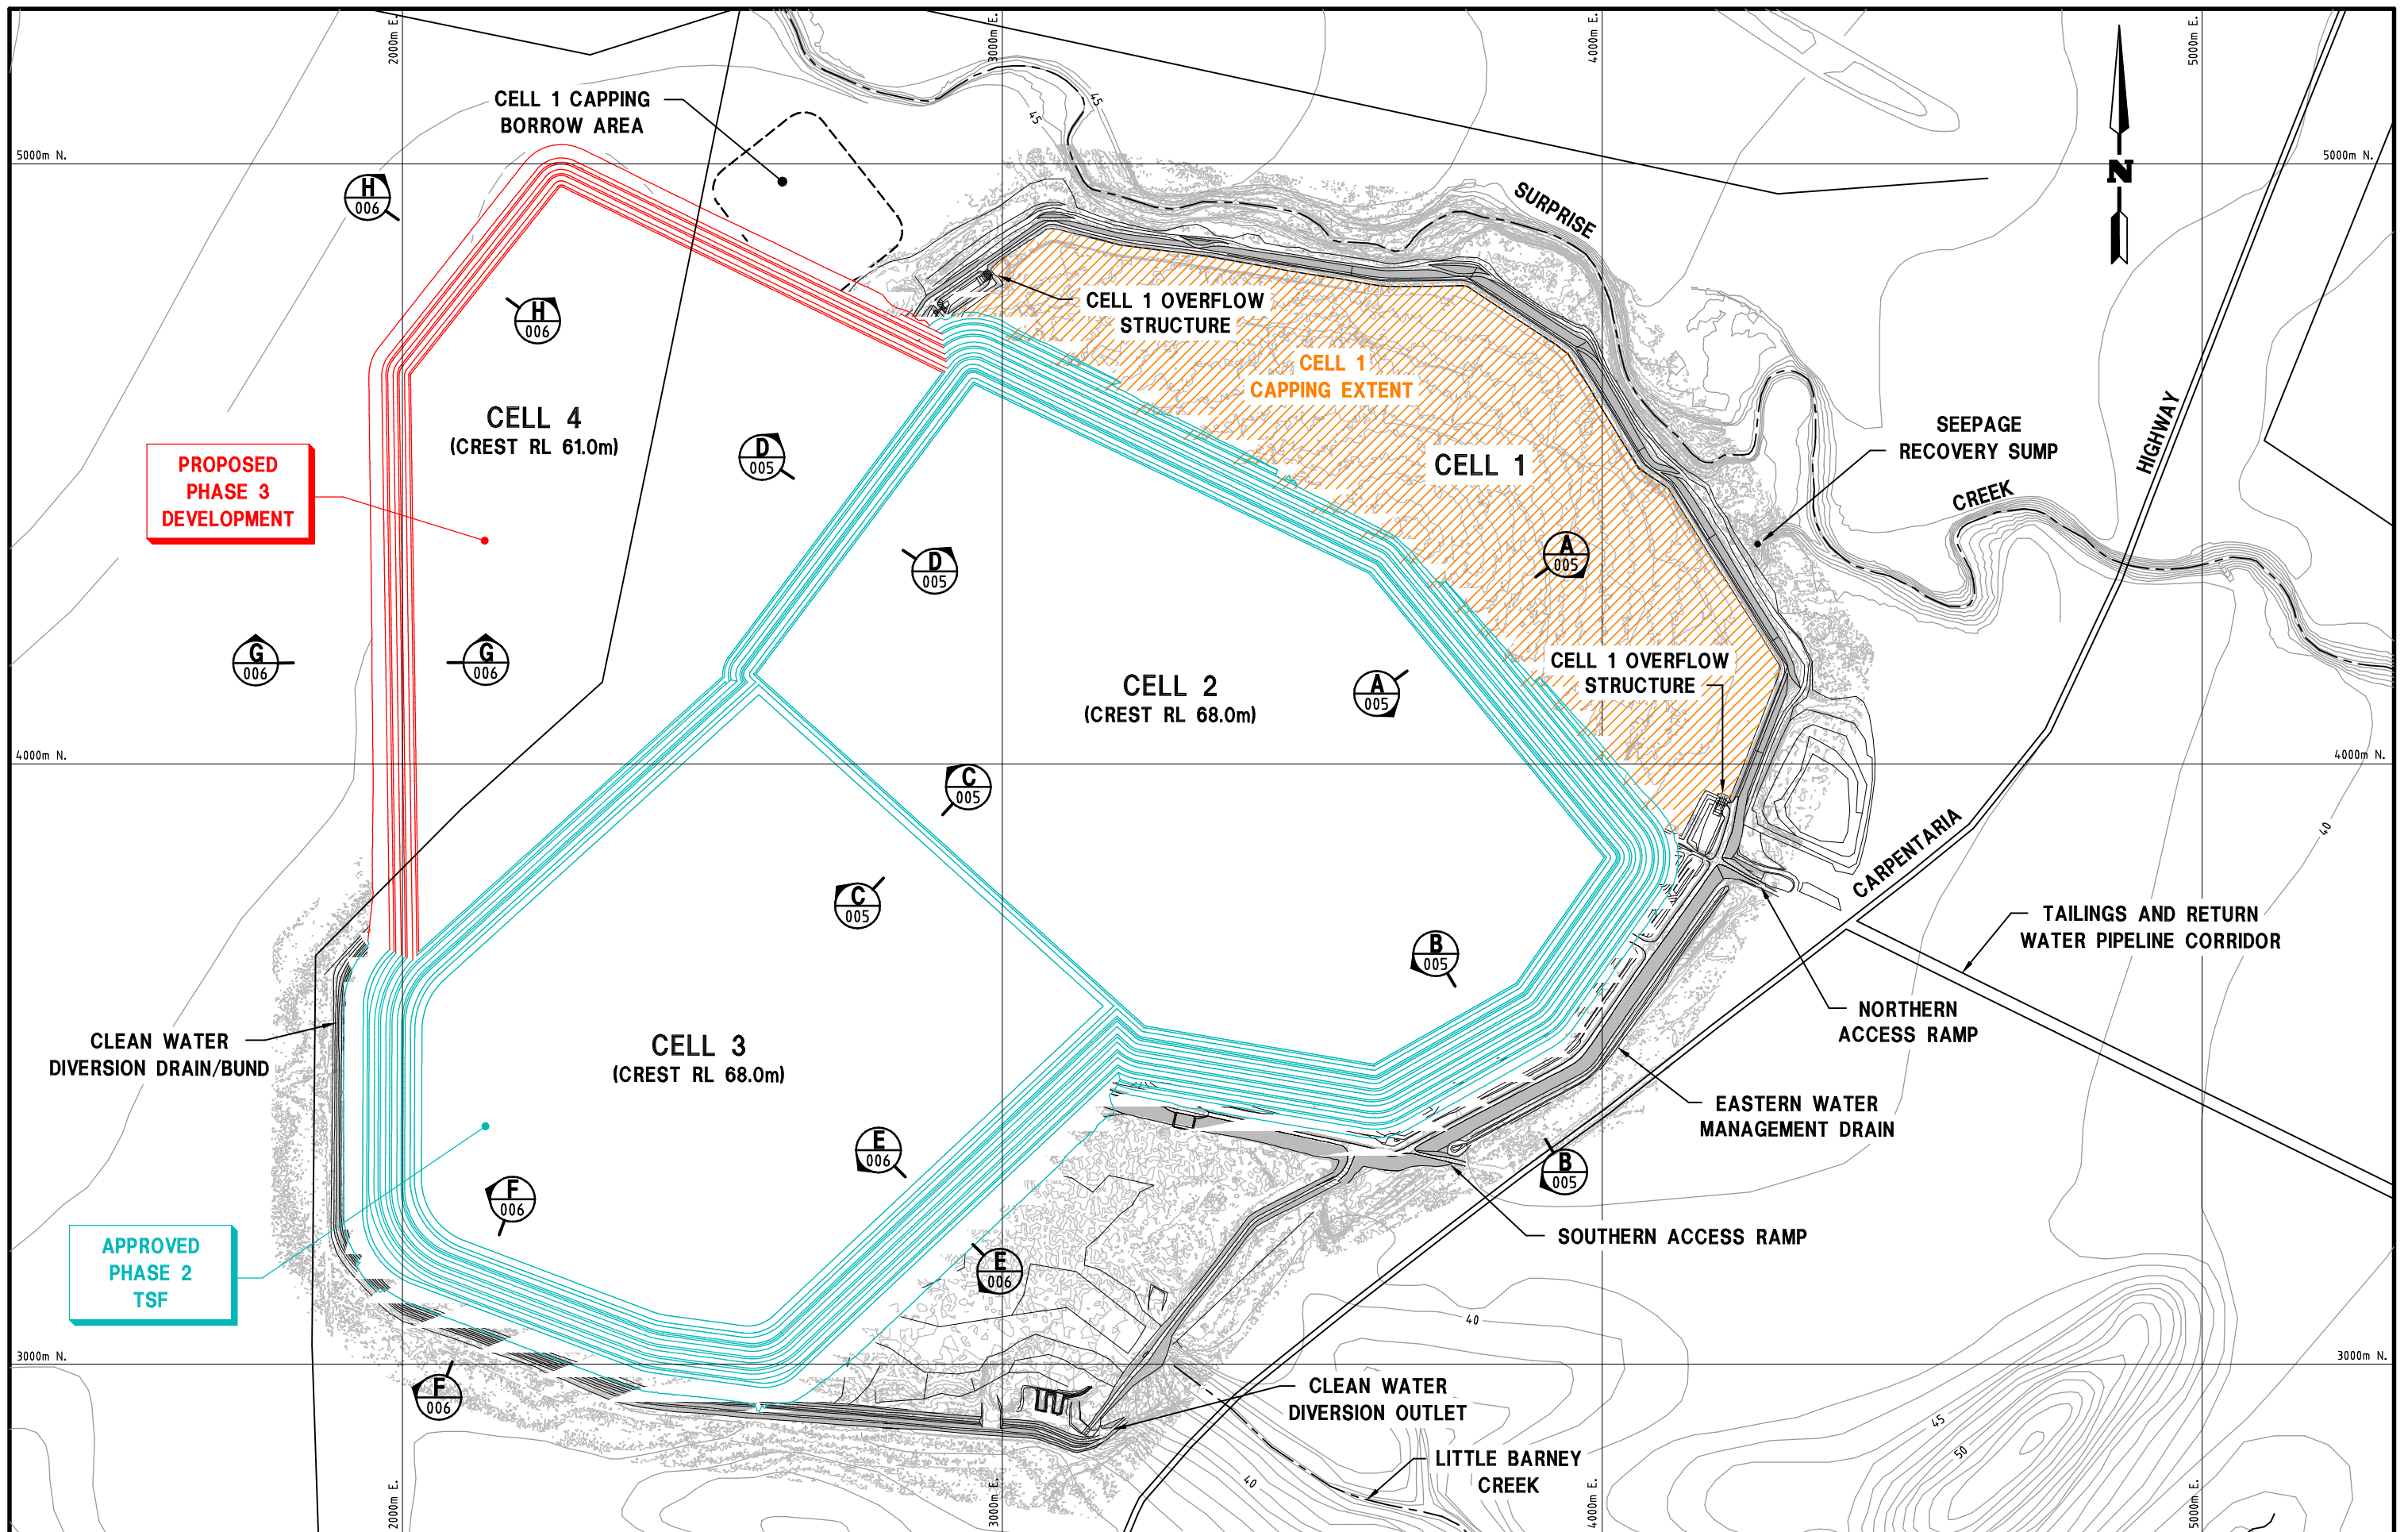 2000m E.
3000m E.
4000m E.
5000m E.
CELL 1 CAPPING
BORROW AREA
45
45
5000m N.
5000m N.
N
H
006
SURPRISE
H
006
CELL 1 OVERFLOW
STRUCTURE
CELL 1
CAPPING EXTENT
CELL 4
(CREST RL 61.0m)
D
005
CELL 1
SEEPAGE
RECOVERY SUMP
HIGHWAY
CREEK
PROPOSED
PHASE 3
DEVELOPMENT
D
005
A
005
G
006
G
006
CELL 1 OVERFLOW
STRUCTURE
CELL 2
(CREST RL 68.0m)
A
005
4000m N.
4000m N.
C
005
40
CARPENTARIA
C
005
TAILINGS AND RETURN
WATER PIPELINE CORRIDOR
B
005
NORTHERN
ACCESS RAMP
CLEAN WATER
DIVERSION DRAIN/BUND
CELL 3
(CREST RL 68.0m)
EASTERN WATER
MANAGEMENT DRAIN
E
006
B
005
F
006
SOUTHERN ACCESS RAMP
APPROVED
PHASE 2
TSF
E
006
40
3000m N.
3000m N.
F
006
CLEAN WATER
DIVERSION OUTLET
45
50
LITTLE BARNEY
CREEK
40
2000m E.
3000m E.
4000m E.
5000m E.